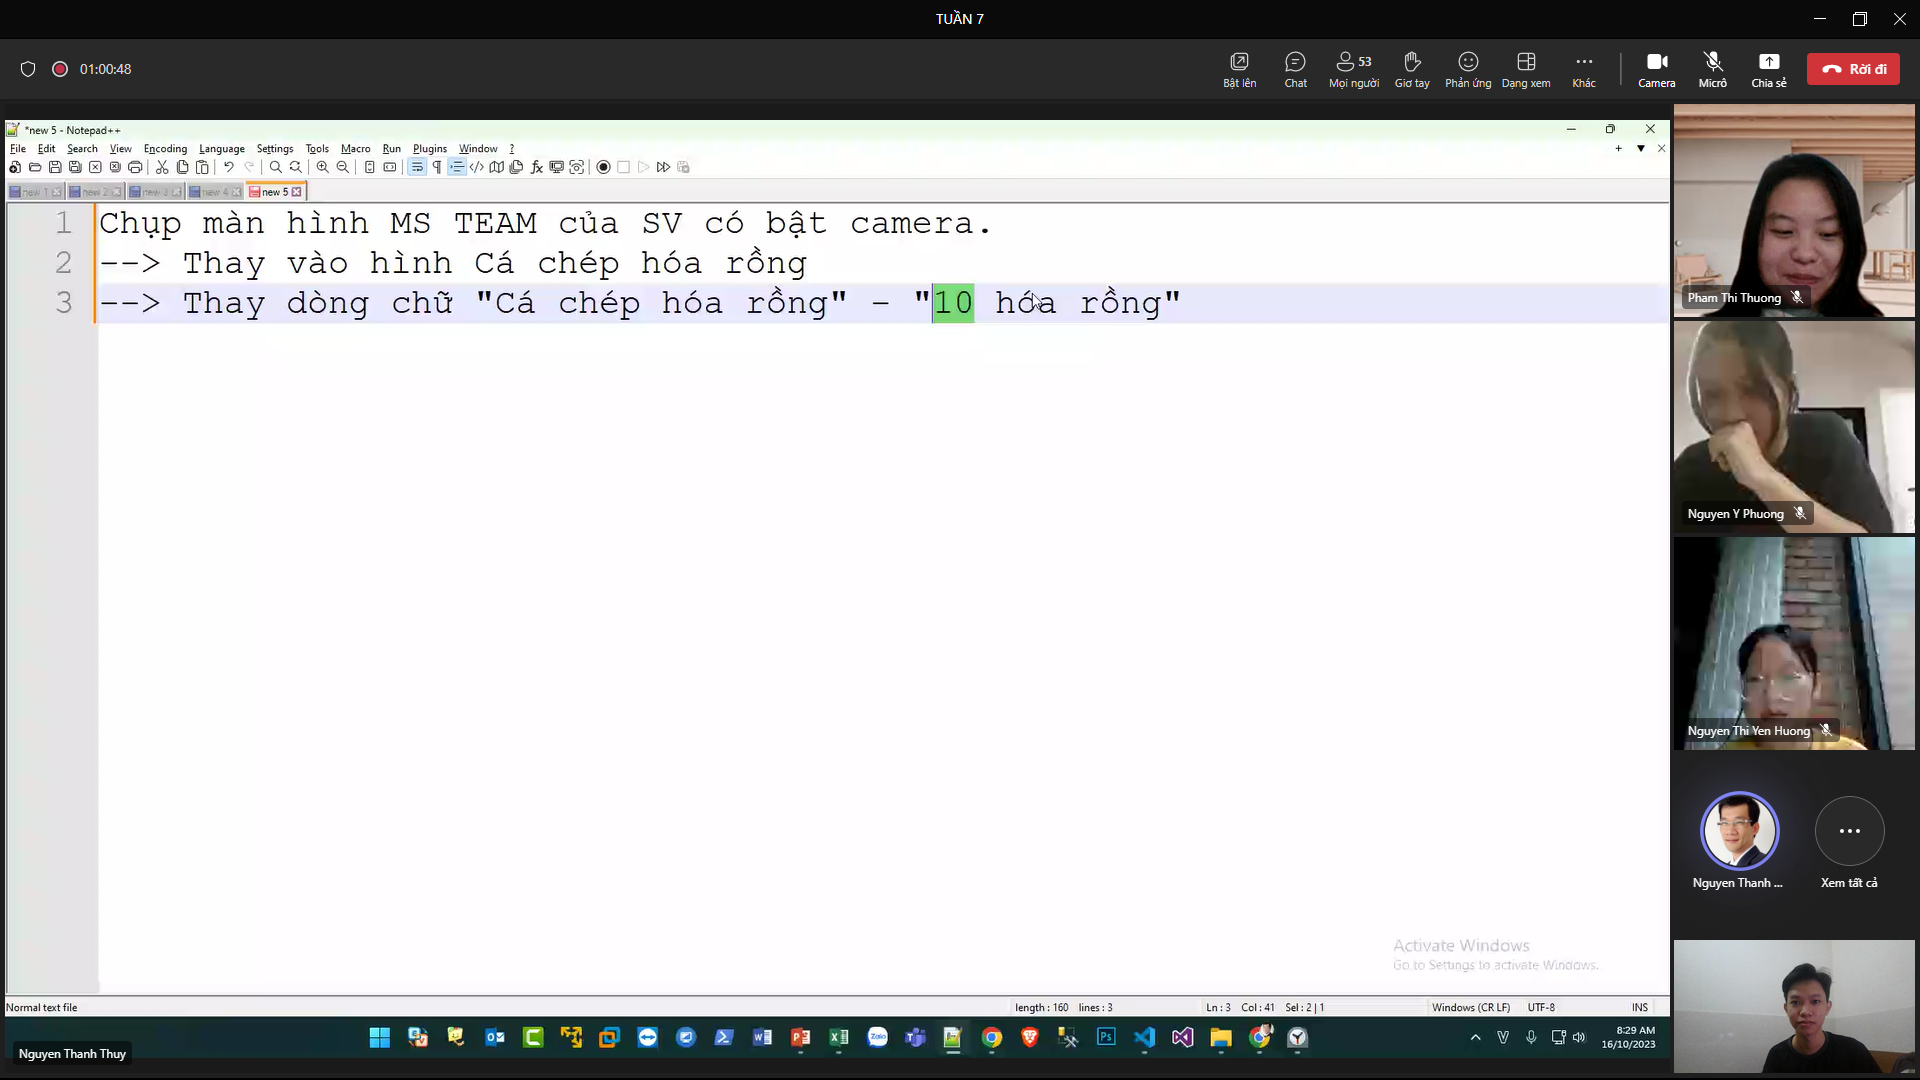 TUẦN 7
01:00:48
Bật lên
Chat
53
Mọi người
Giơ tay
Phản ứng
Dạng xem
Khác
Camera
Micrô
Chia sẻ
Rời đi
*new 5 - Notepad++
File Edit Search View Encoding Language Settings Tools Macro Run Plugins Window ?
new 1 new 2 new 3 new 4 new 5
1 Chụp màn hình MS TEAM của SV có bật camera.
2 --> Thay vào hình Cá chép hóa rồng
3 --> Thay dòng chữ "Cá chép hóa rồng" - "10 hóa rồng"
Pham Thi Thuong
Nguyen Y Phuong
Nguyen Thi Yen Huong
Nguyen Thanh ...
Xem tất cả
Activate Windows
Go to Settings to activate Windows.
Normal text file
length : 160 lines : 3
Ln : 3 Col : 41 Sel : 2 | 1
Windows (CR LF)
UTF-8
INS
Zalo
Ps
8:29 AM
16/10/2023
Nguyen Thanh Thuy